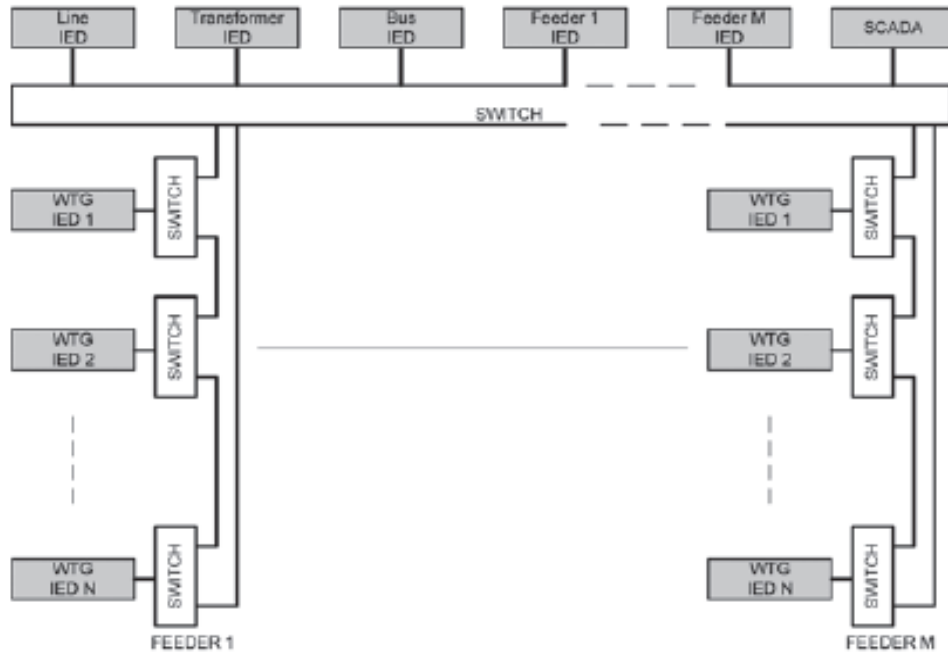 Line
IED
Transformer
IED
Bus
IED
Feeder 1
IED
Feeder M
IED
SCADA
SWITCH
WTG
IED 1
SWITCH
WTG
IED 1
SWITCH
WTG
IED 2
SWITCH
WTG
IED 2
SWITCH
WTG
IED N
SWITCH
WTG
IED N
SWITCH
FEEDER 1
FEEDER M